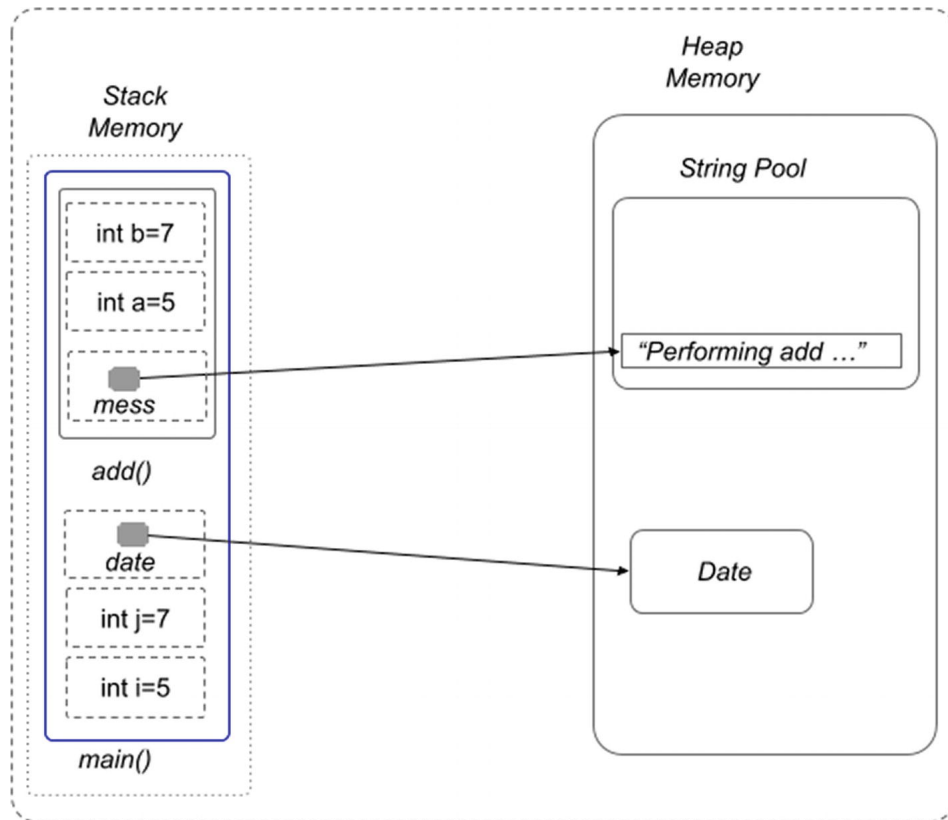 Heap
Memory
Stack
Memory
String Pool
int b=7
int a=5
“Performing add …”
mess
add()
date
Date
int j=7
int i=5
main()